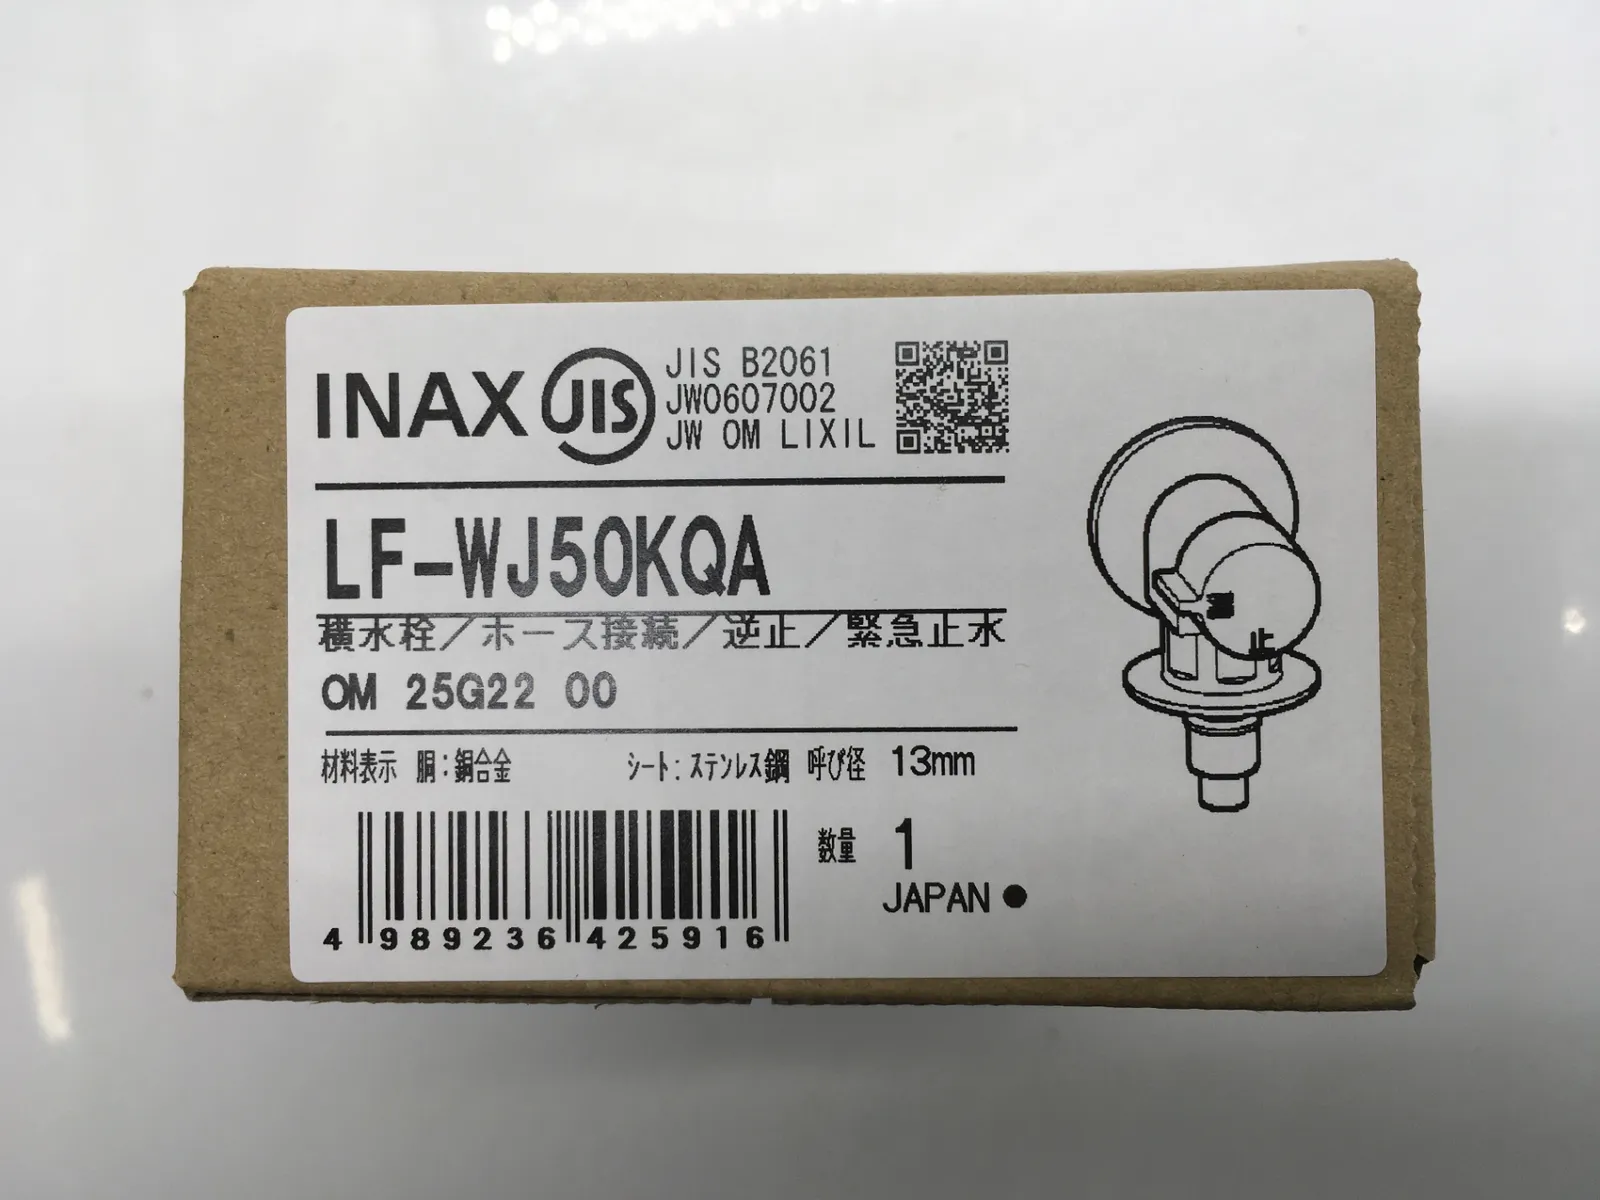 INAX JIS
JIS B2061
JW0607002
JW OM LIXIL
LF-WJ50KQA
横水栓／ホース接続／逆止／緊急止水
OM 25G22 00
材料表示 胴:銅合金 シート:ステンレス鋼 呼び径 13mm
数量 1
JAPAN ●
4 989236 425916
止